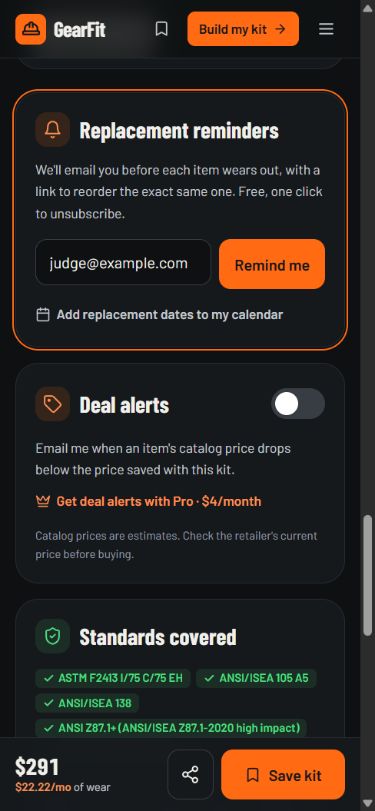 GearFit
Build my kit →
Replacement reminders
We'll email you before each item wears out, with a
link to reorder the exact same one. Free, one click
to unsubscribe.
judge@example.com
Remind me
Add replacement dates to my calendar
Deal alerts
Email me when an item's catalog price drops
below the price saved with this kit.
Get deal alerts with Pro · $4/month
Catalog prices are estimates. Check the retailer's current
price before buying.
Standards covered
✓ ASTM F2413 I/75 C/75 EH ✓ ANSI/ISEA 105 A5
✓ ANSI/ISEA 138
✓ ANSI Z87.1+ (ANSI/ISEA Z87.1-2020 high impact)
$291
$22.22/mo of wear
Save kit